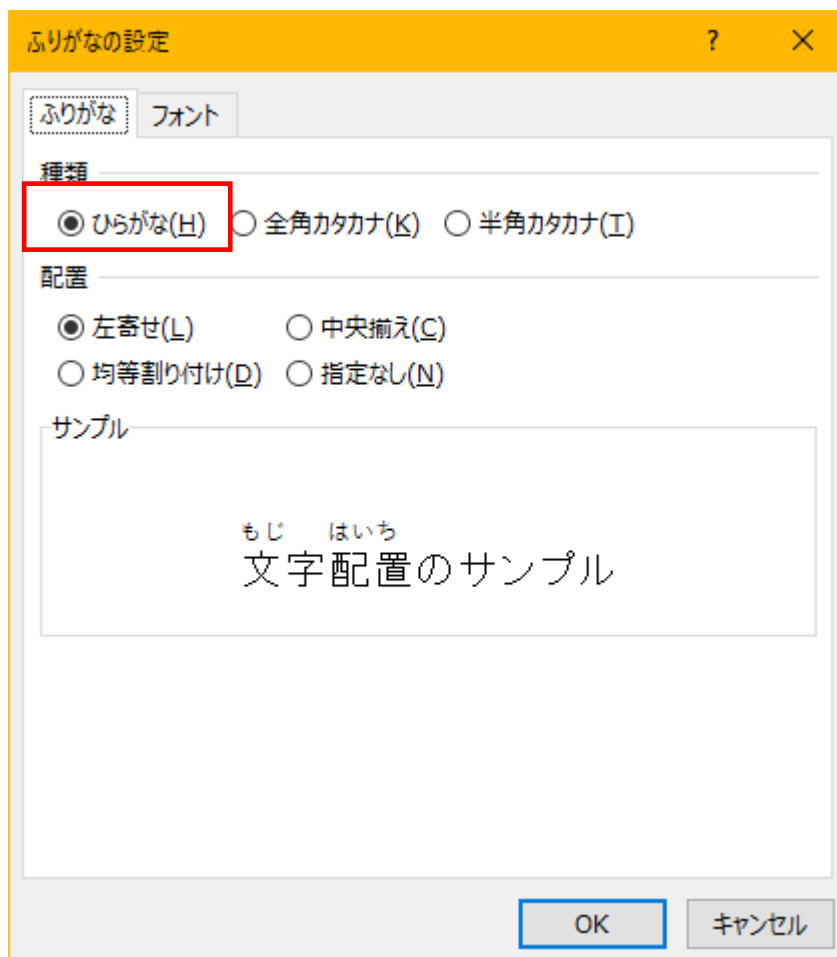 ふりがなの設定 ? ×
ふりがな フォント
種類
ひらがな(H) 全角カタカナ(K) 半角カタカナ(T)
配置
左寄せ(L) 中央揃え(C)
均等割り付け(D) 指定なし(N)
サンプル
もじ はいち
文字配置のサンプル
OK キャンセル